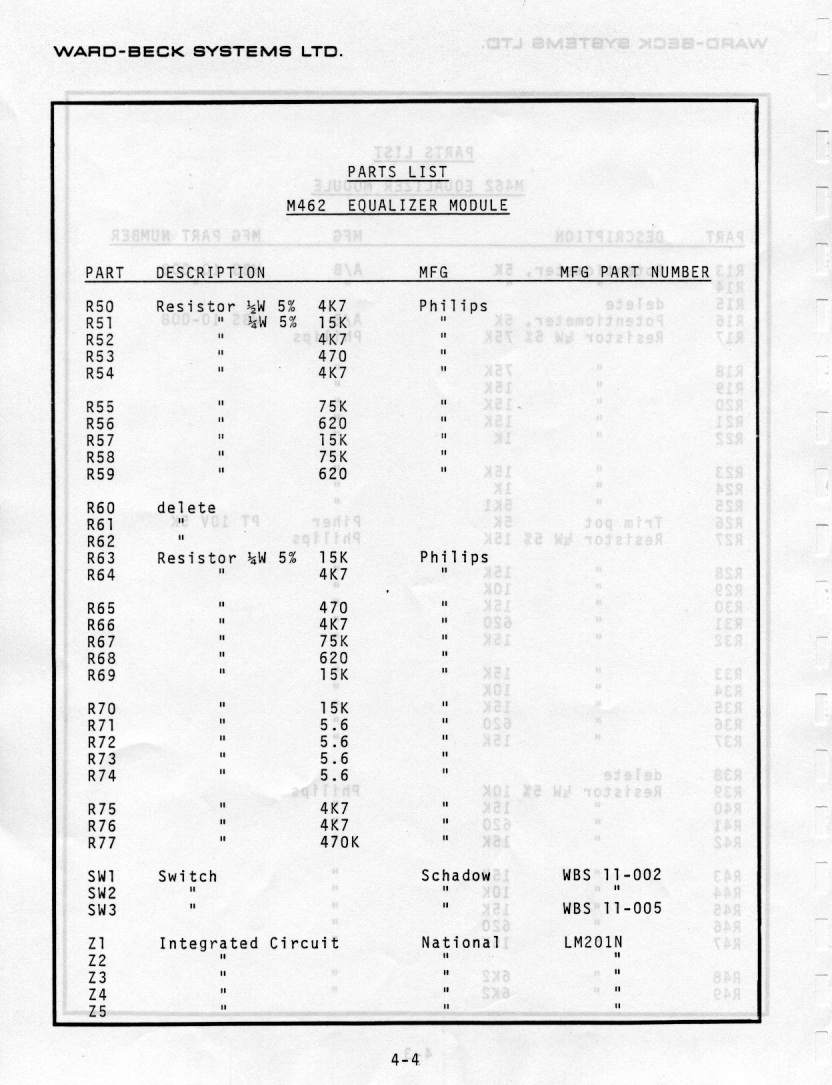 WARD-BECK SYSTEMS LTD.
PARTS LIST
M462 EQUALIZER MODULE
PART DESCRIPTION MFG MFG PART NUMBER
R50 Resistor ½W 5% 4K7 Philips
R51 " ¼W 5% 15K "
R52 " 4K7 "
R53 " 470 "
R54 " 4K7 "
R55 " 75K "
R56 " 620 "
R57 " 15K "
R58 " 75K "
R59 " 620 "
R60 delete
R61 "
R62 "
R63 Resistor ¼W 5% 15K Philips
R64 " 4K7 "
R65 " 470 "
R66 " 4K7 "
R67 " 75K "
R68 " 620 "
R69 " 15K "
R70 " 15K "
R71 " 5.6 "
R72 " 5.6 "
R73 " 5.6 "
R74 " 5.6 "
R75 " 4K7 "
R76 " 4K7 "
R77 " 470K "
SW1 Switch Schadow WBS 11-002
SW2 " " "
SW3 " " WBS 11-005
Z1 Integrated Circuit National LM201N
Z2 " " "
Z3 " " "
Z4 " " "
Z5 " " "
4-4